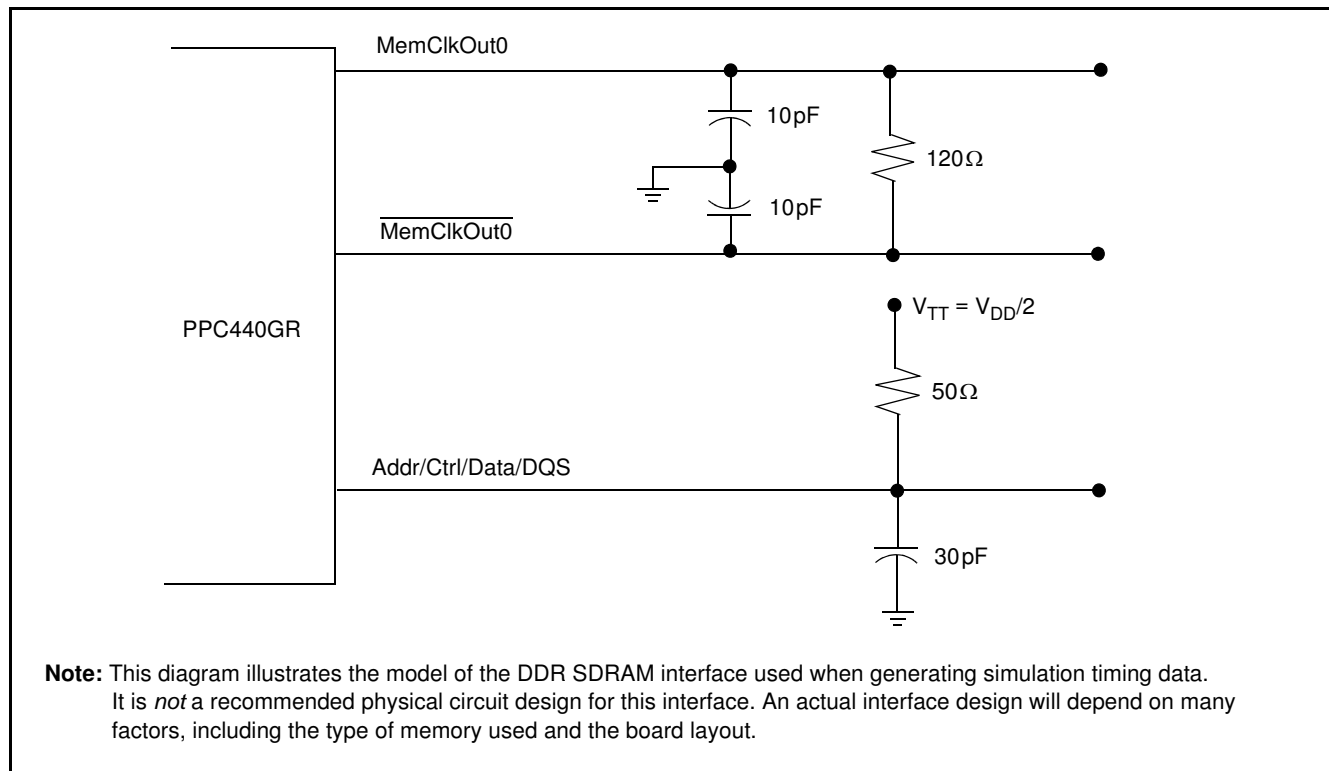 MemClkOut0
10pF
120Ω
10pF
MemClkOut0
V_TT = V_DD/2
PPC440GR
50Ω
Addr/Ctrl/Data/DQS
30pF
Note: This diagram illustrates the model of the DDR SDRAM interface used when generating simulation timing data.
It is not a recommended physical circuit design for this interface. An actual interface design will depend on many
factors, including the type of memory used and the board layout.